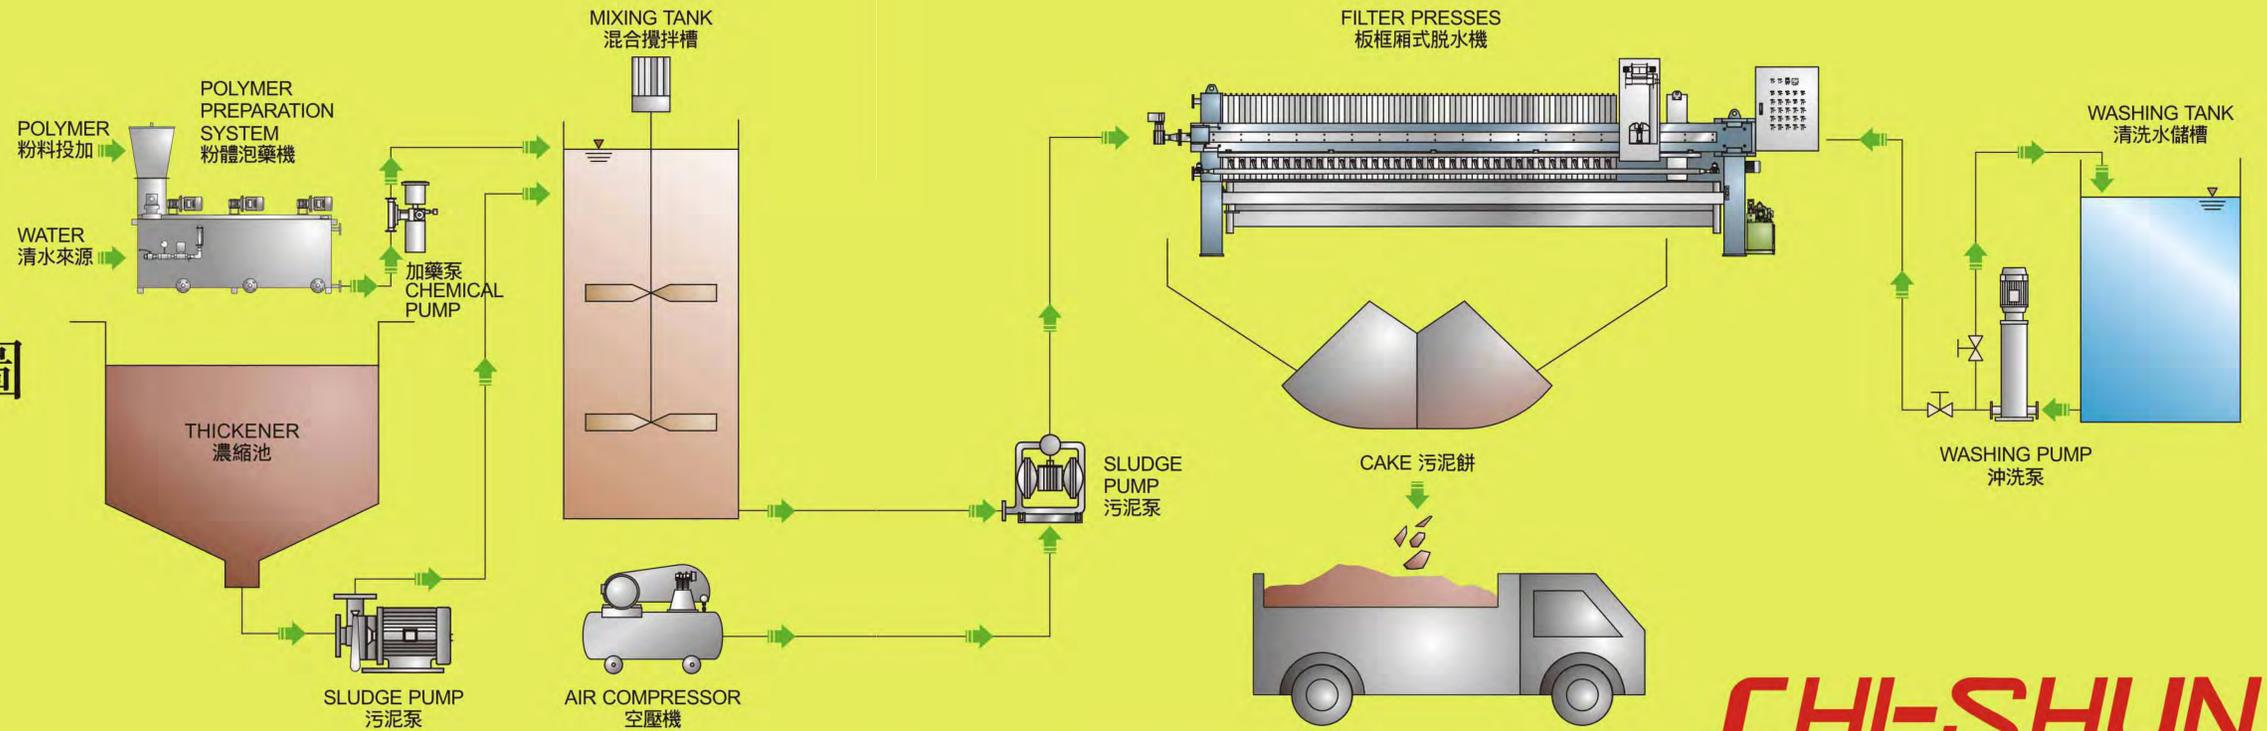 MIXING TANK
混合攪拌槽
FILTER PRESSES
板框廂式脱水機
POLYMER
PREPARATION
SYSTEM
粉體泡藥機
POLYMER
粉料投加
WATER
清水來源
加藥泵
CHEMICAL
PUMP
WASHING TANK
清洗水儲槽
圖
THICKENER
濃縮池
SLUDGE
PUMP
污泥泵
CAKE 污泥餅
WASHING PUMP
沖洗泵
SLUDGE PUMP
污泥泵
AIR COMPRESSOR
空壓機
CHI-SHUN